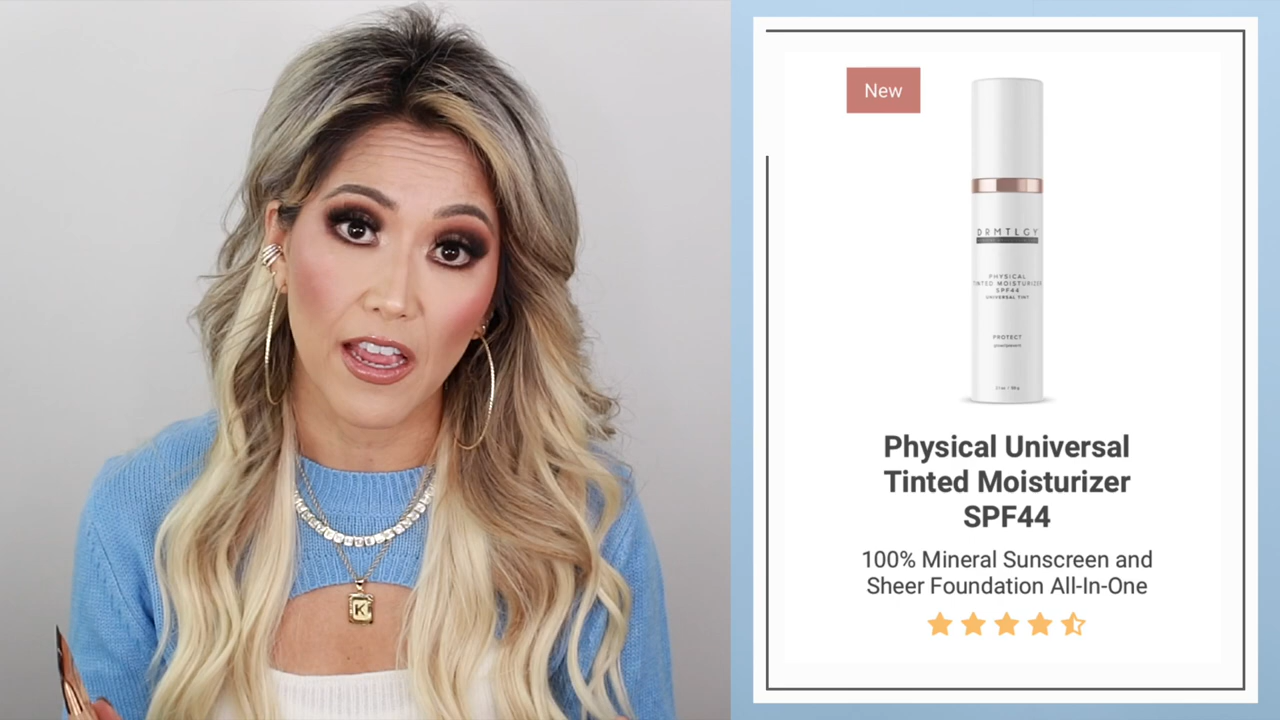 K
New
DRMTLGY
PHYSICAL
TINTED MOISTURIZER
SPF44
UNIVERSAL TINT
PROTECT
Physical Universal
Tinted Moisturizer
SPF44
100% Mineral Sunscreen and
Sheer Foundation All-In-One